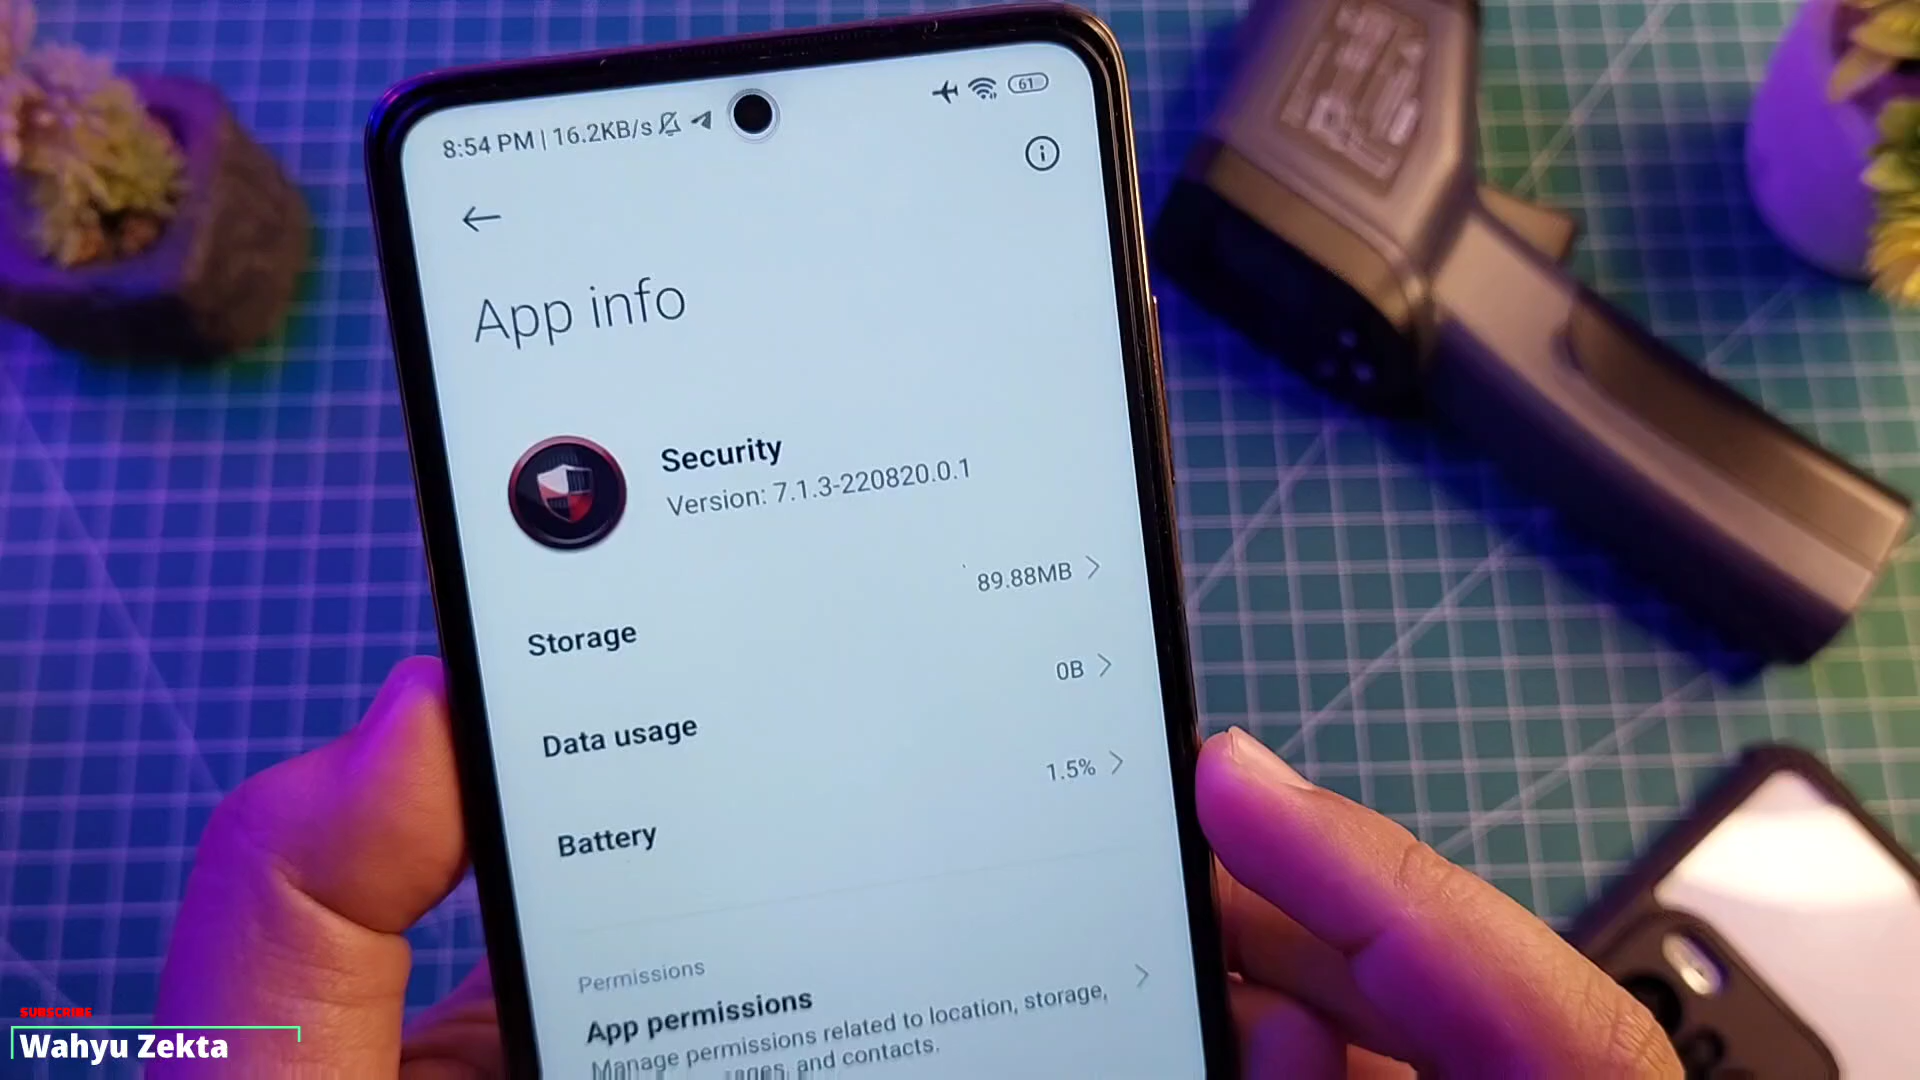 8:54 PM | 16.2KB/s
61
App info
Security
Version: 7.1.3-220820.0.1
Storage
89.88MB
Data usage
0B
Battery
1.5%
Permissions
App permissions
Manage permissions related to location, storage,
and contacts.
SUBSCRIBE
Wahyu Zekta